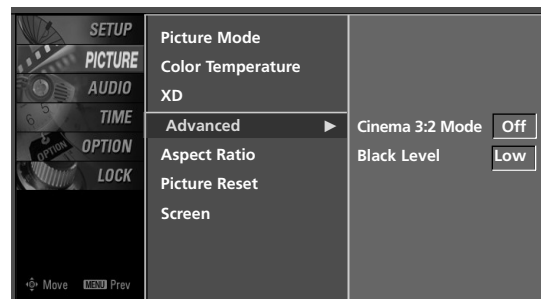 SETUP
PICTURE
AUDIO
TIME
OPTION
LOCK
Move MENU Prev
Picture Mode
Color Temperature
XD
Advanced ▶
Aspect Ratio
Picture Reset
Screen
Cinema 3:2 Mode Off
Black Level Low